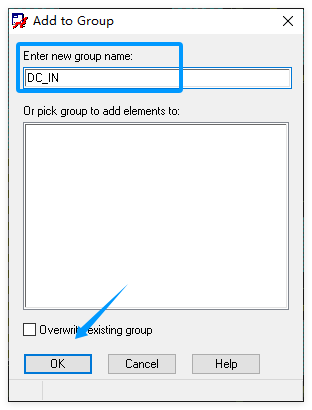 Add to Group
Enter new group name:
DC_IN
Or pick group to add elements to:
Overwrite existing group
OK
Cancel
Help